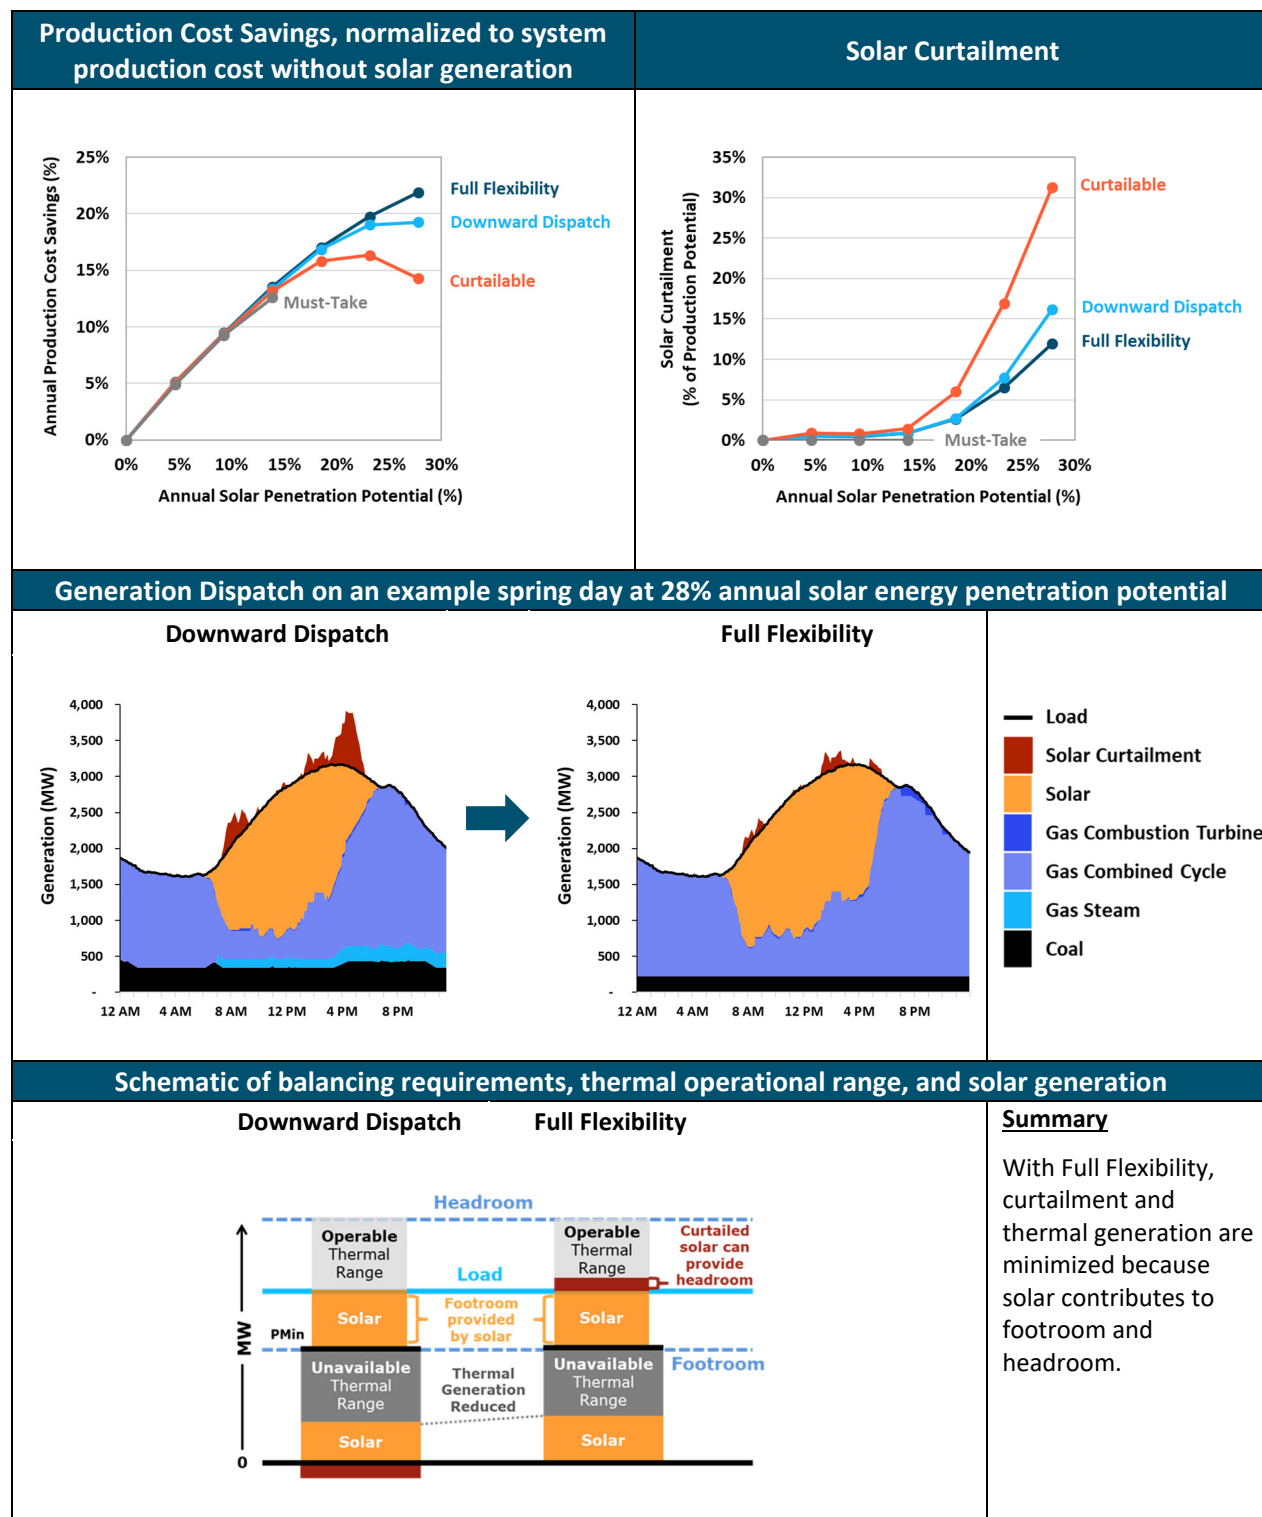 Production Cost Savings, normalized to system
production cost without solar generation
Solar Curtailment
Annual Production Cost Savings (%)
25%
20%
15%
10%
5%
0%
0% 5% 10% 15% 20% 25% 30%
Annual Solar Penetration Potential (%)
Full Flexibility
Downward Dispatch
Curtailable
Must-Take
Solar Curtailment
(% of Production Potential)
35%
30%
25%
20%
15%
10%
5%
0%
0% 5% 10% 15% 20% 25% 30%
Annual Solar Penetration Potential (%)
Curtailable
Downward Dispatch
Full Flexibility
Must-Take
Generation Dispatch on an example spring day at 28% annual solar energy penetration potential
Downward Dispatch
Generation (MW)
4,000
3,500
3,000
2,500
2,000
1,500
1,000
500
-
12 AM 4 AM 8 AM 12 PM 4 PM 8 PM
Full Flexibility
Generation (MW)
4,000
3,500
3,000
2,500
2,000
1,500
1,000
500
-
12 AM 4 AM 8 AM 12 PM 4 PM 8 PM
Load
Solar Curtailment
Solar
Gas Combustion Turbine
Gas Combined Cycle
Gas Steam
Coal
Schematic of balancing requirements, thermal operational range, and solar generation
Downward Dispatch Full Flexibility
Headroom
MW
0
PMin
Operable
Thermal
Range
Solar
Unavailable
Thermal
Range
Solar
Load
Footroom
provided
by solar
Thermal
Generation
Reduced
Operable
Thermal
Range
Solar
Unavailable
Thermal
Range
Solar
Curtailed
solar can
provide
headroom
Footroom
Summary
With Full Flexibility,
curtailment and
thermal generation are
minimized because
solar contributes to
footroom and
headroom.